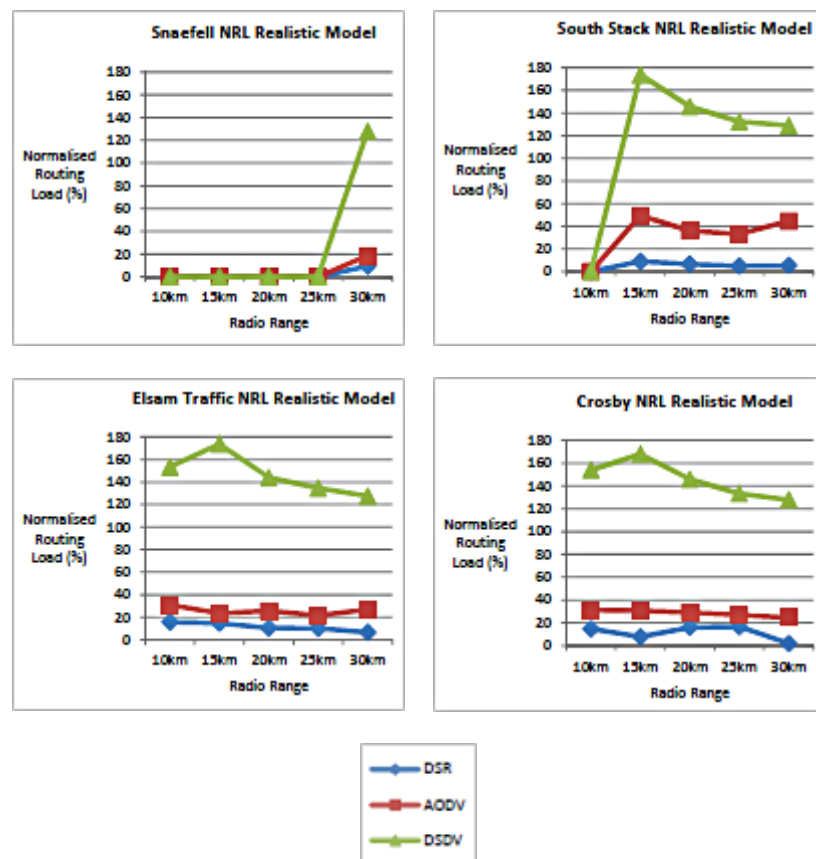 Snaefell NRL Realistic Model
180
160
140
120
100
80
60
40
20
0
Normalised
Routing
Load (%)
10km 15km 20km 25km 30km
Radio Range
South Stack NRL Realistic Model
180
160
140
120
100
80
60
40
20
0
Normalised
Routing
Load (%)
10km 15km 20km 25km 30km
Radio Range
Elsam Traffic NRL Realistic Model
180
160
140
120
100
80
60
40
20
0
Normalised
Routing
Load (%)
10km 15km 20km 25km 30km
Radio Range
Crosby NRL Realistic Model
180
160
140
120
100
80
60
40
20
0
Normalised
Routing
Load (%)
10km 15km 20km 25km 30km
Radio Range
DSR
AODV
DSDV